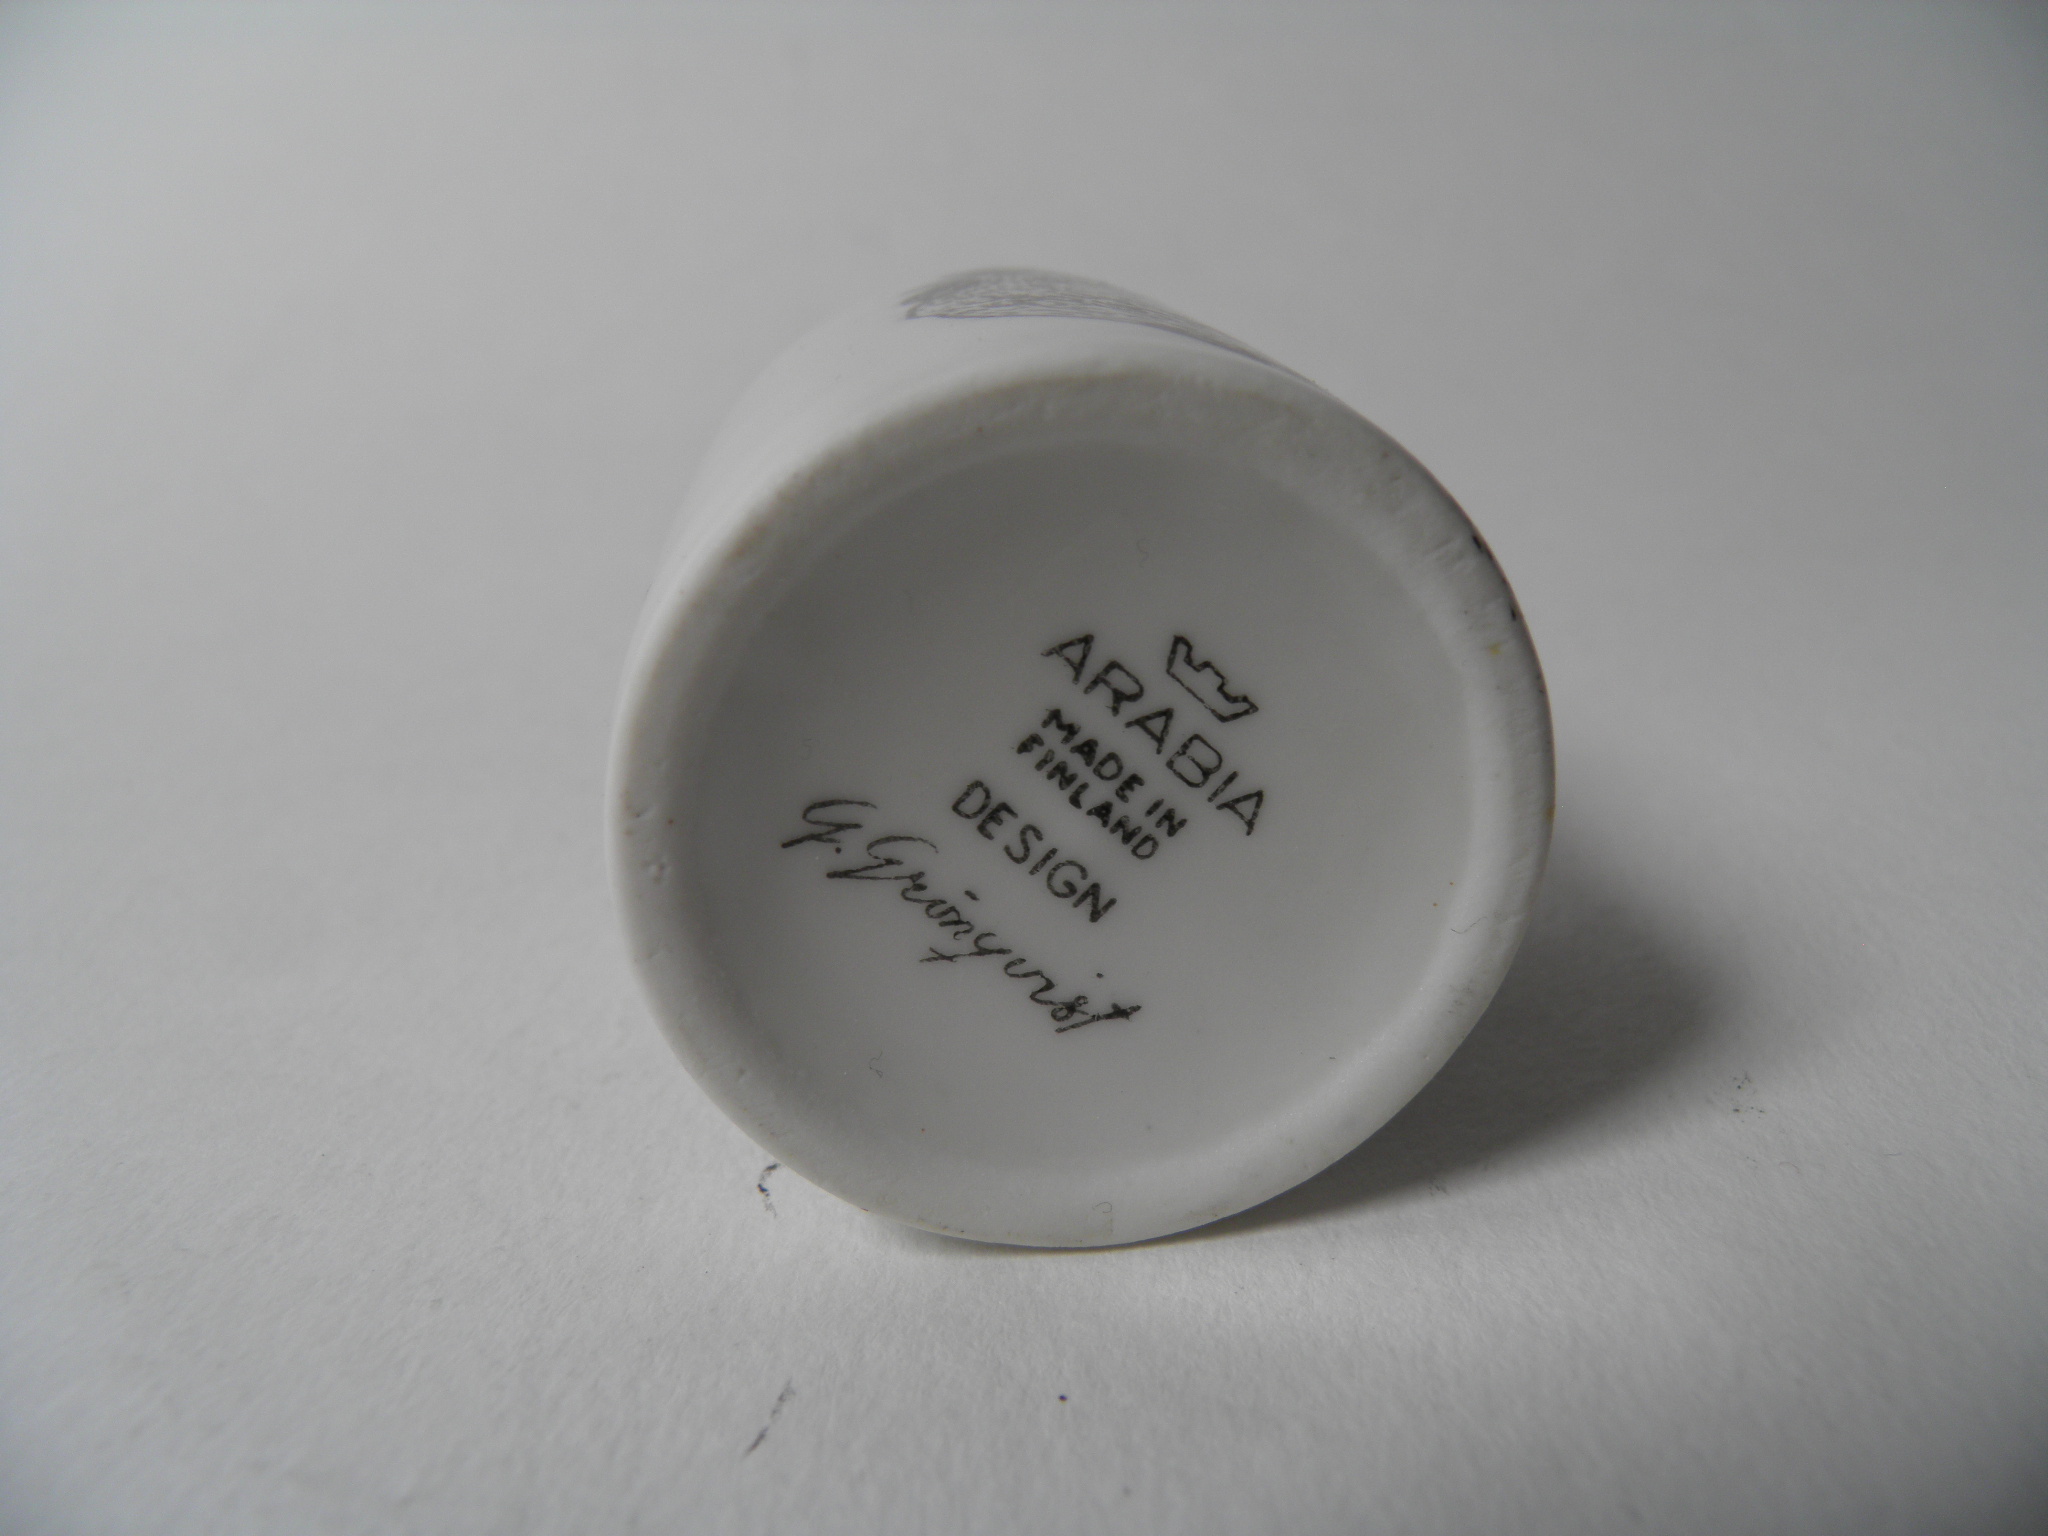 ARABIA
MADE IN
FINLAND
DESIGN
G. Grönqvist